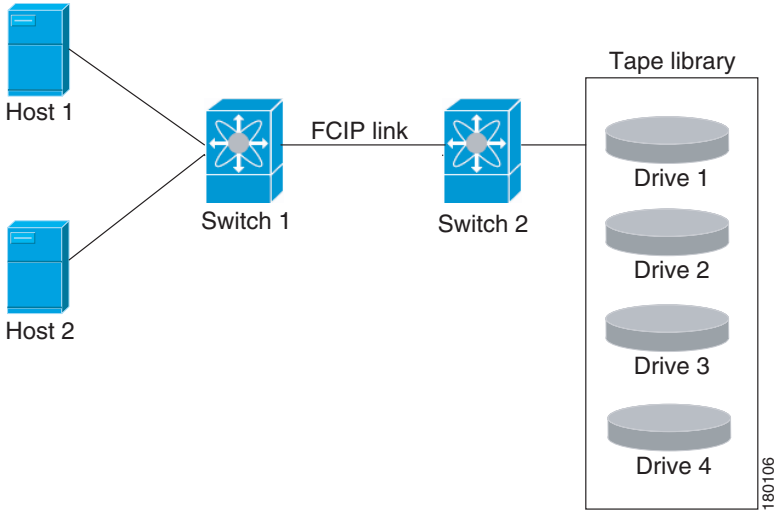 Tape library
Host 1
FCIP link
Switch 1
Switch 2
Drive 1
Drive 2
Host 2
Drive 3
Drive 4
180106